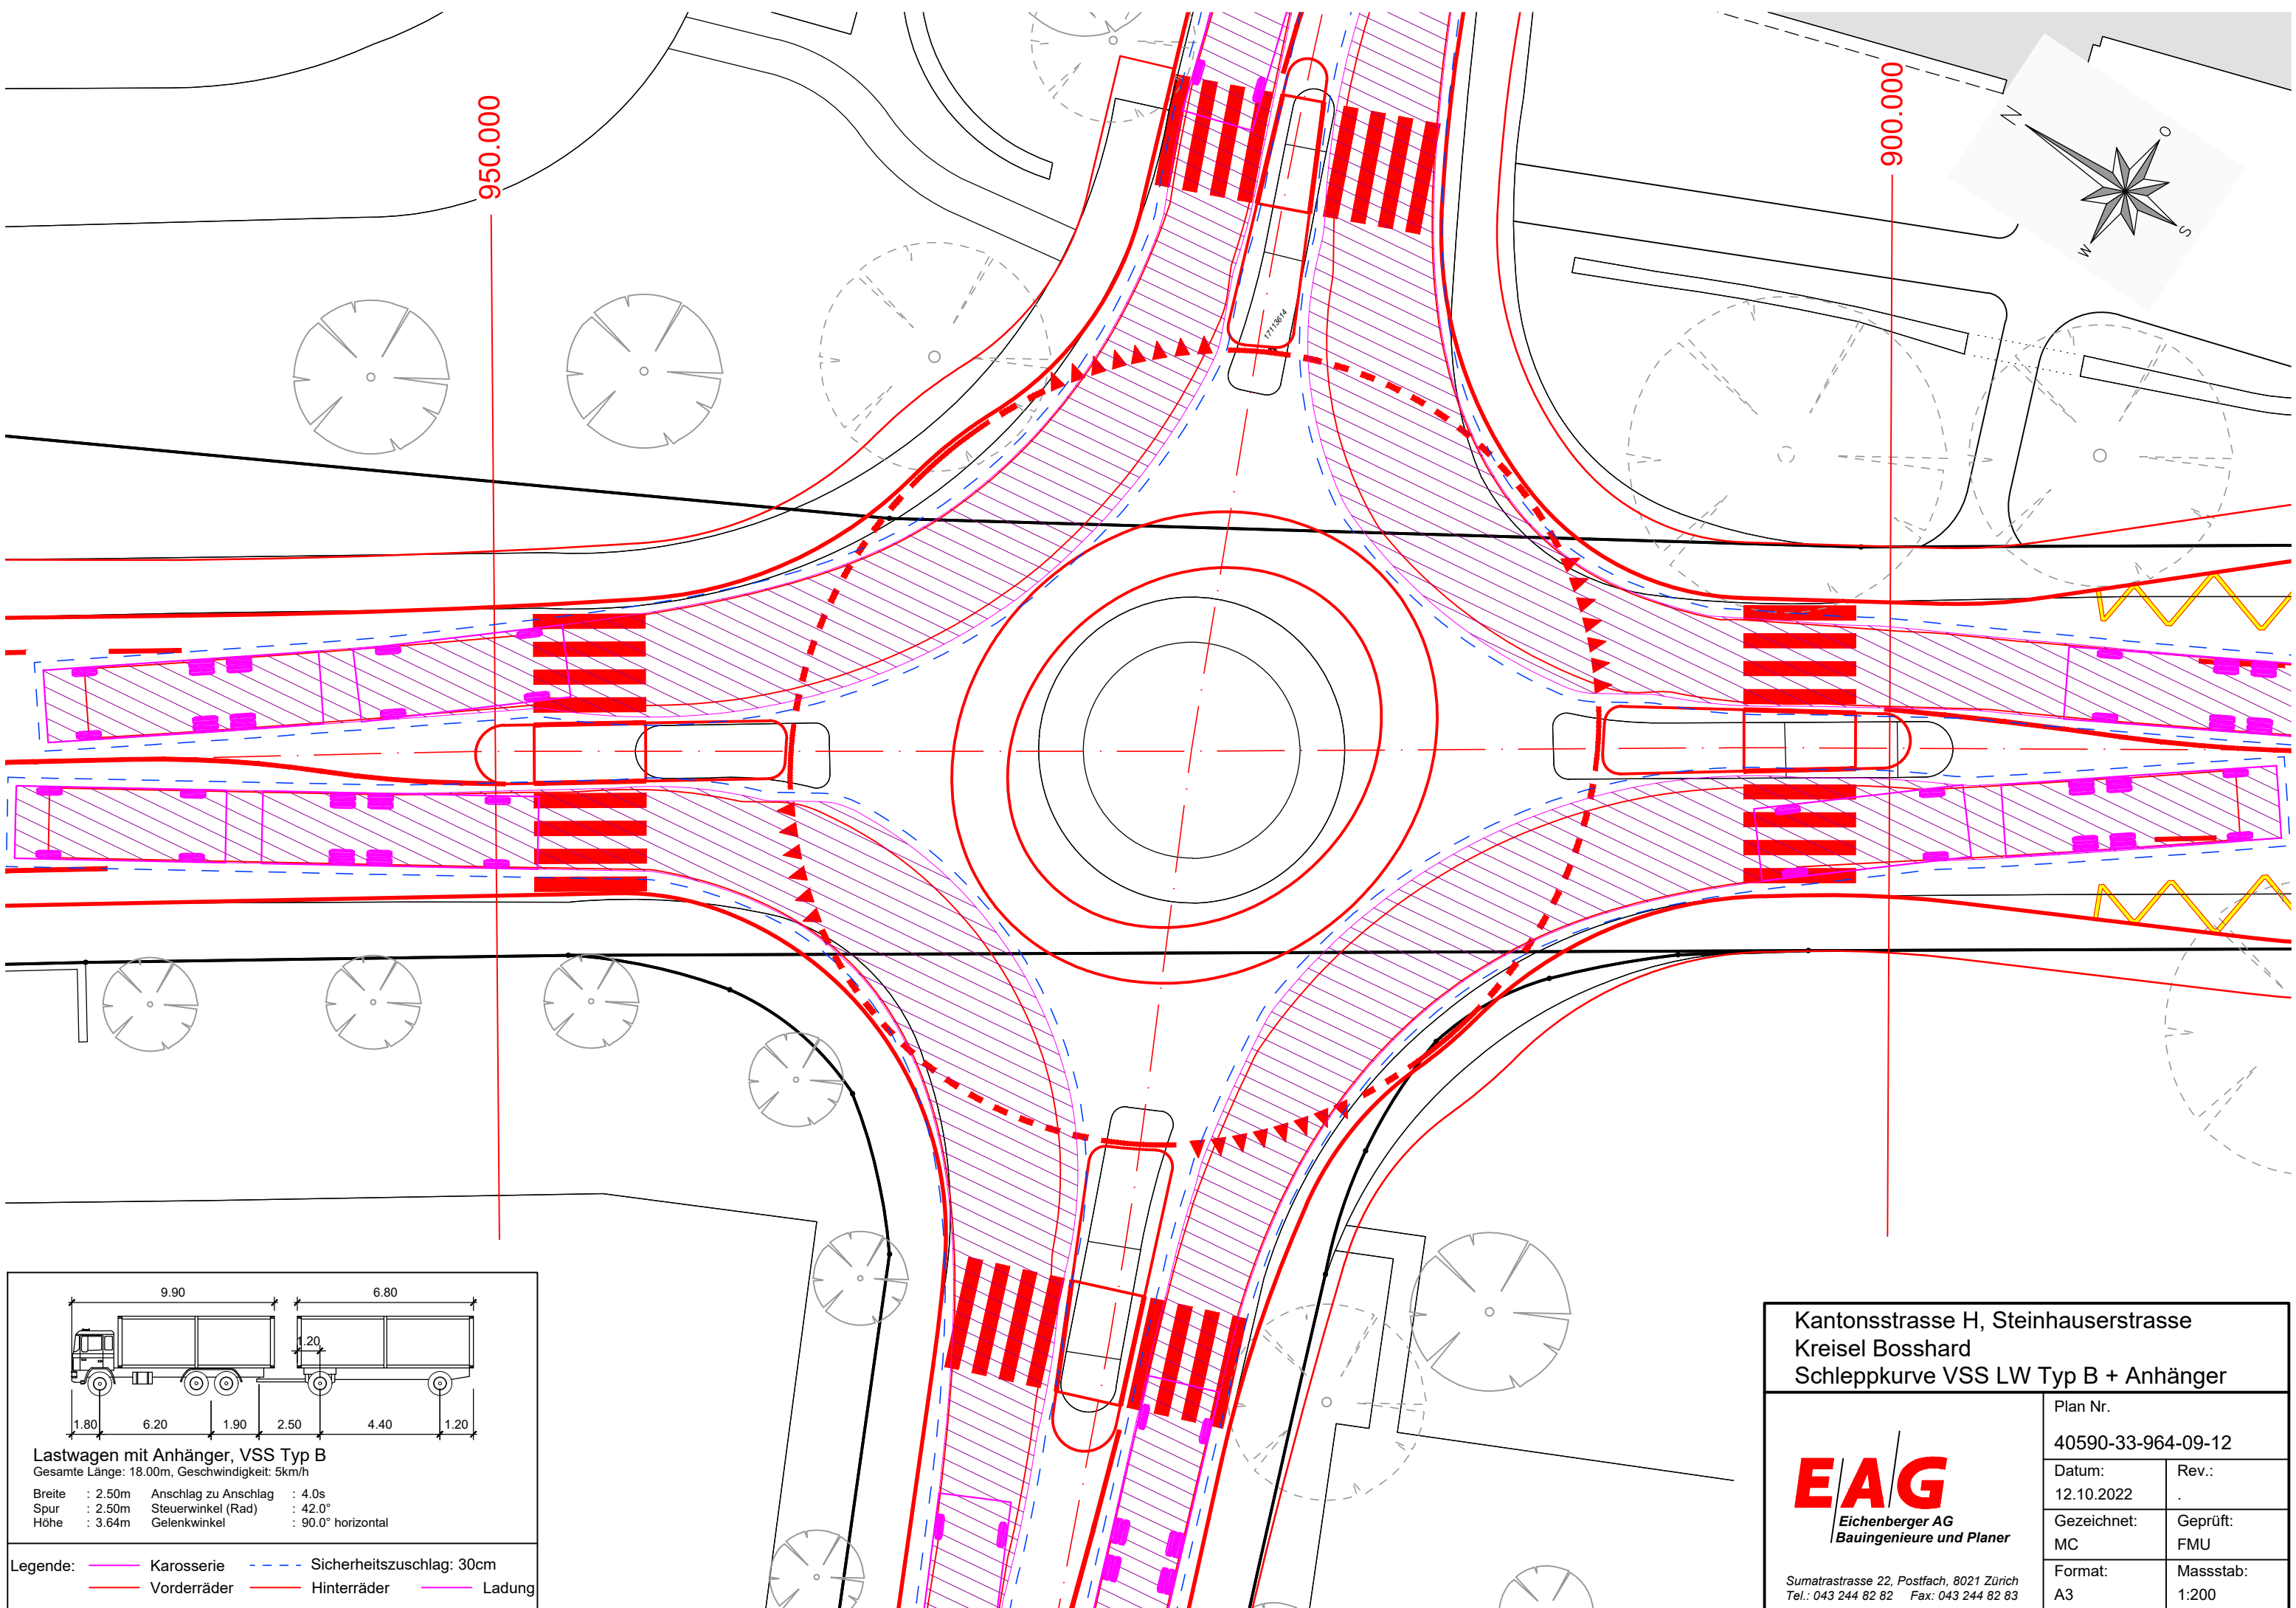 950.000
900.000
N
O
S
W
17113614
9.90
6.80
1.20
1.80
6.20
1.90
2.50
4.40
1.20
Lastwagen mit Anhänger, VSS Typ B
Gesamte Länge: 18.00m, Geschwindigkeit: 5km/h
Breite : 2.50m Anschlag zu Anschlag : 4.0s
Spur : 2.50m Steuerwinkel (Rad) : 42.0°
Höhe : 3.64m Gelenkwinkel : 90.0° horizontal
Legende: Karosserie Sicherheitszuschlag: 30cm
Vorderräder Hinterräder Ladung
Kantonsstrasse H, Steinhauserstrasse
Kreisel Bosshard
Schleppkurve VSS LW Typ B + Anhänger
EAG
Eichenberger AG
Bauingenieure und Planer
Sumatrastrasse 22, Postfach, 8021 Zürich
Tel.: 043 244 82 82 Fax: 043 244 82 83
Plan Nr.
40590-33-964-09-12
Datum: Rev.:
12.10.2022 .
Gezeichnet: Geprüft:
MC FMU
Format: Massstab:
A3 1:200